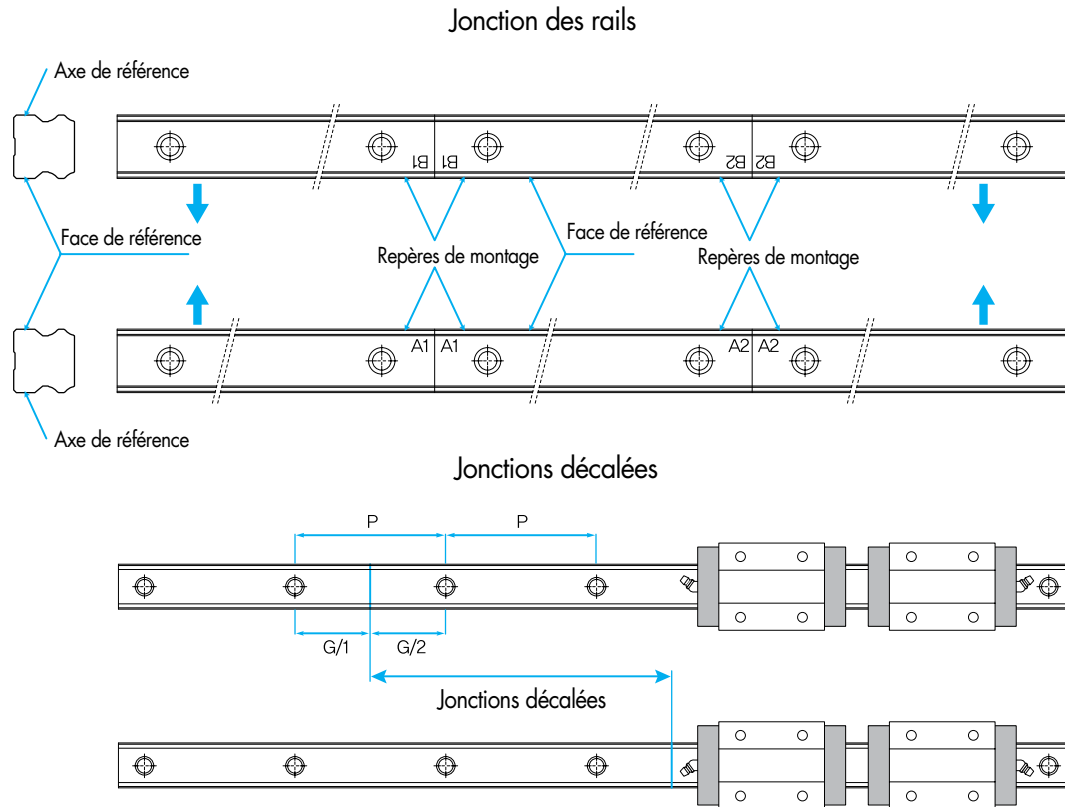 Jonction des rails
Axe de référence
B1 B1 B2 B2
Face de référence Repères de montage Face de référence Repères de montage
A1 A1 A2 A2
Axe de référence
Jonctions décalées
P P
G/1 G/2
Jonctions décalées